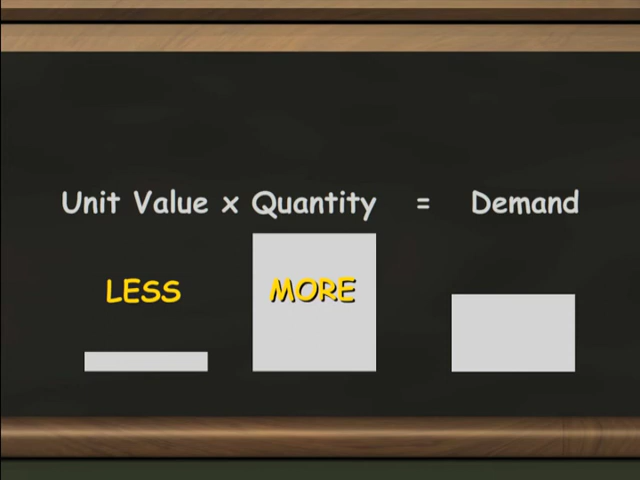 Unit Value x Quantity = Demand
LESS MORE